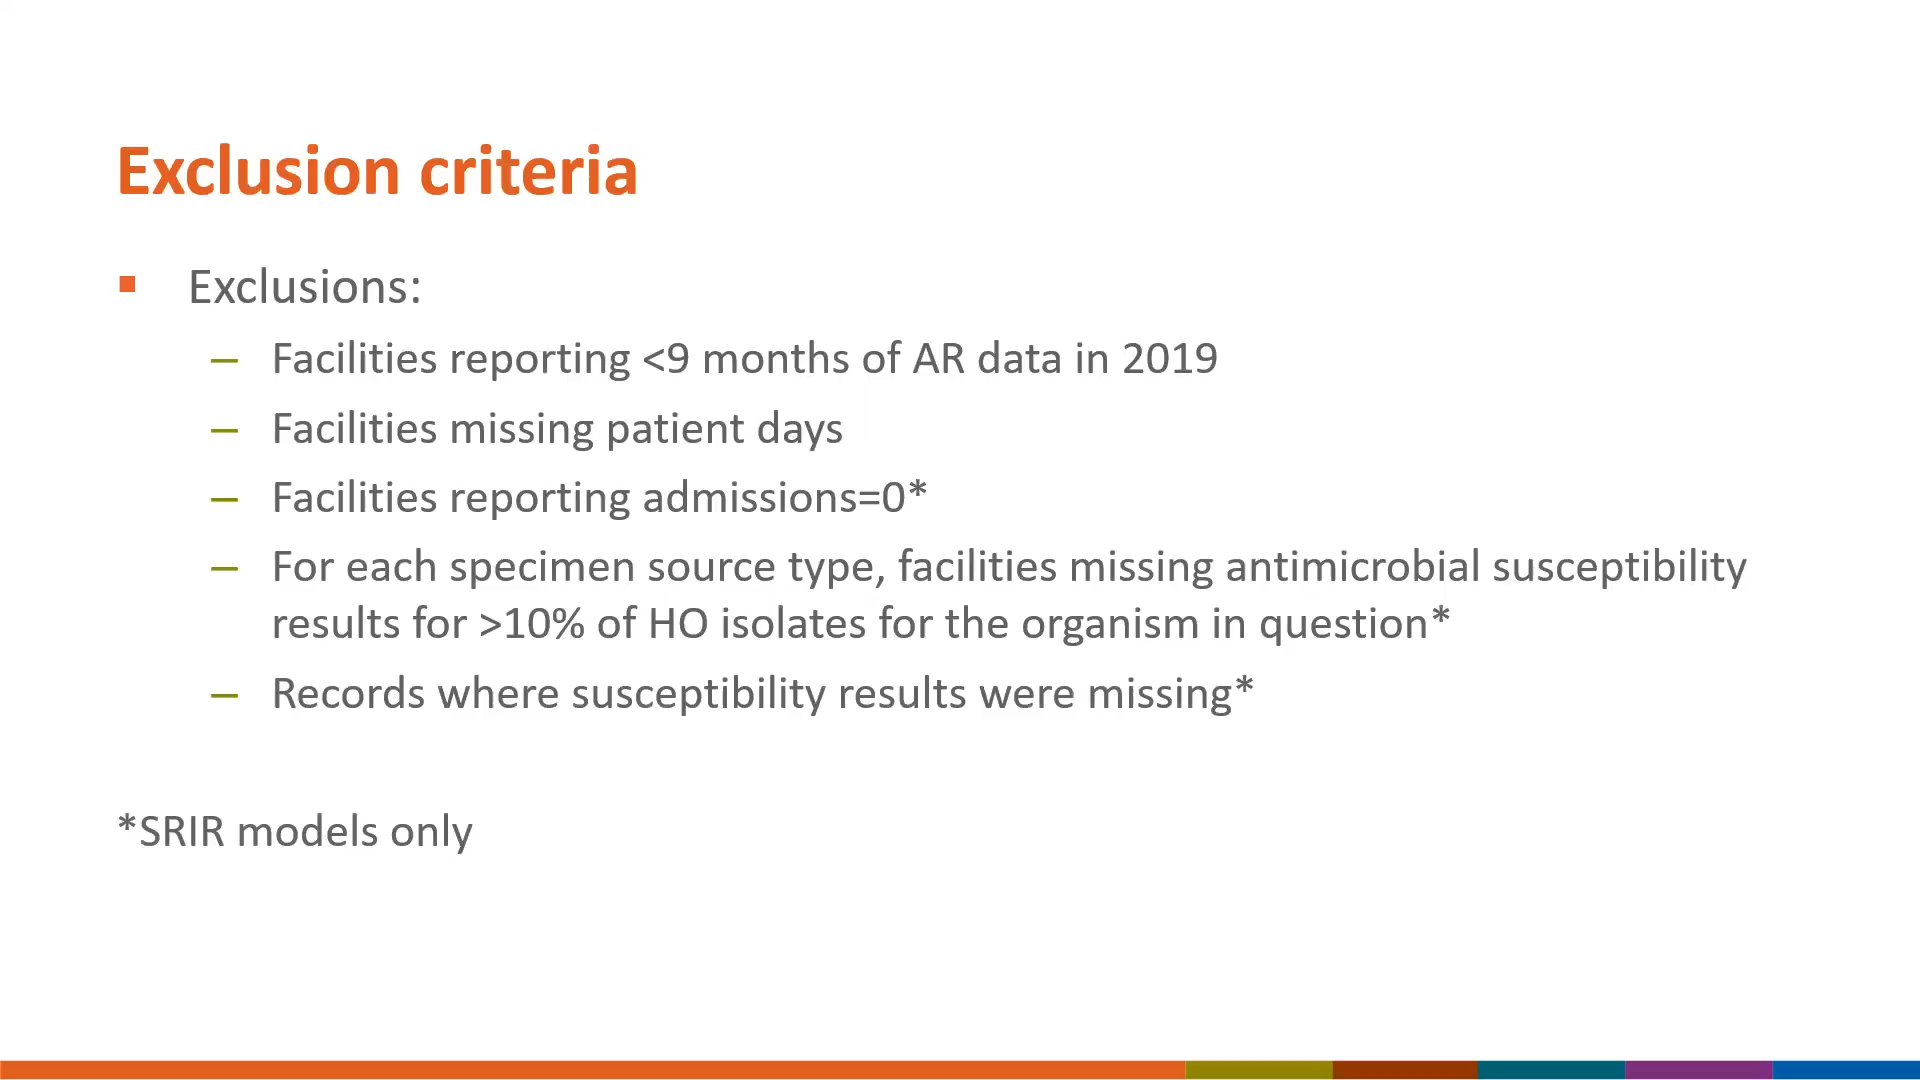 Exclusion criteria
▪ Exclusions:
– Facilities reporting <9 months of AR data in 2019
– Facilities missing patient days
– Facilities reporting admissions=0*
– For each specimen source type, facilities missing antimicrobial susceptibility
results for >10% of HO isolates for the organism in question*
– Records where susceptibility results were missing*
*SRIR models only